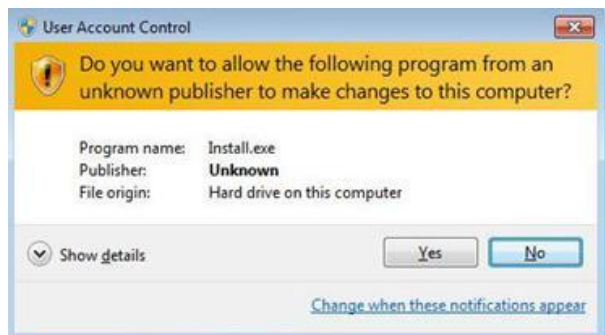 User Account Control
Do you want to allow the following program from an
unknown publisher to make changes to this computer?
Program name: Install.exe
Publisher: Unknown
File origin: Hard drive on this computer
Show details Yes No
Change when these notifications appear